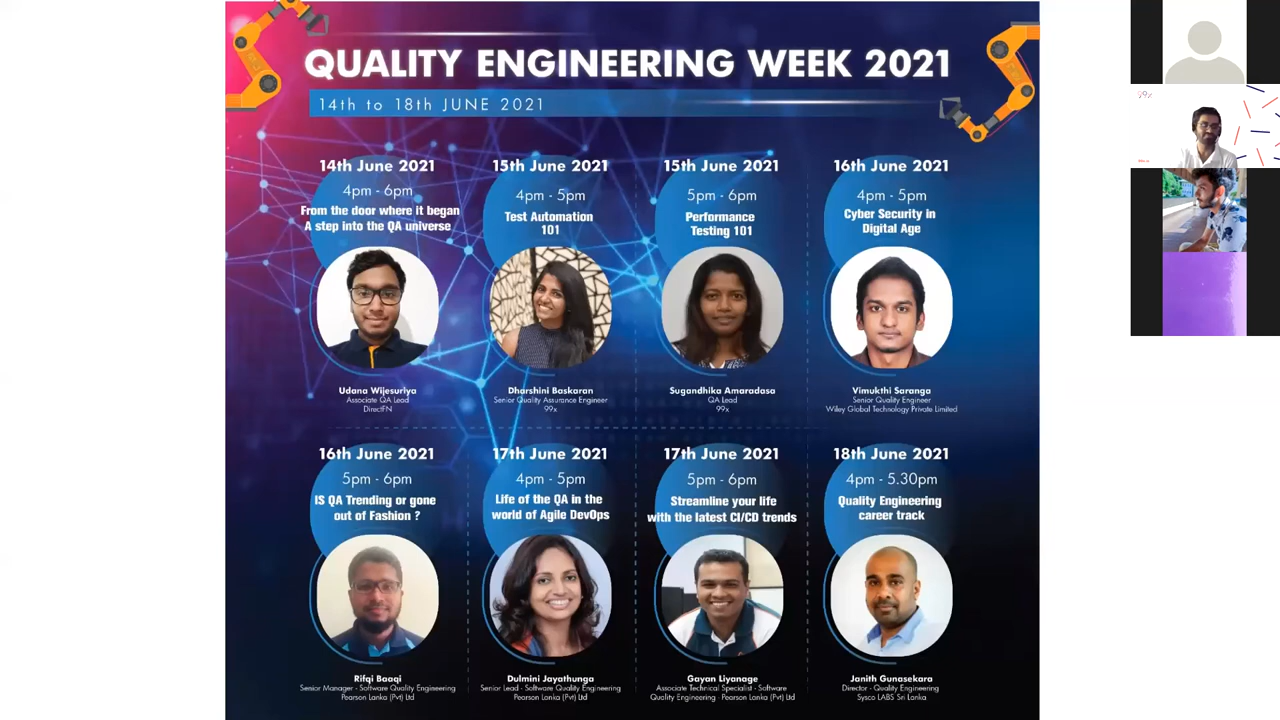 QUALITY ENGINEERING WEEK 2021
14th to 18th JUNE 2021
14th June 2021
4pm - 6pm
From the door where it began
A step into the QA universe
Udana Wijesuriya
Associate QA Lead
DirectFN
15th June 2021
4pm - 5pm
Test Automation
101
Dharshini Baskaran
Senior Quality Assurance Engineer
99x
15th June 2021
5pm - 6pm
Performance
Testing 101
Sugandhika Amaradasa
QA Lead
99x
16th June 2021
4pm - 5pm
Cyber Security in
Digital Age
Vimukthi Saranga
Senior Quality Engineer
Wiley Global Technology Private Limited
16th June 2021
5pm - 6pm
IS QA Trending or gone
out of Fashion ?
Rifqi Baaqi
Senior Manager - Software Quality Engineering
Pearson Lanka (Pvt) Ltd
17th June 2021
4pm - 5pm
Life of the QA in the
world of Agile DevOps
Dulmini Jayathunga
Senior Lead - Software Quality Engineering
Pearson Lanka (Pvt) Ltd
17th June 2021
5pm - 6pm
Streamline your life
with the latest CI/CD trends
Gayan Liyanage
Associate Technical Specialist - Software
Quality Engineering - Pearson Lanka (Pvt) Ltd
18th June 2021
4pm - 5.30pm
Quality Engineering
career track
Janith Gunasekara
Director - Quality Engineering
Sysco LABS Sri Lanka
99x